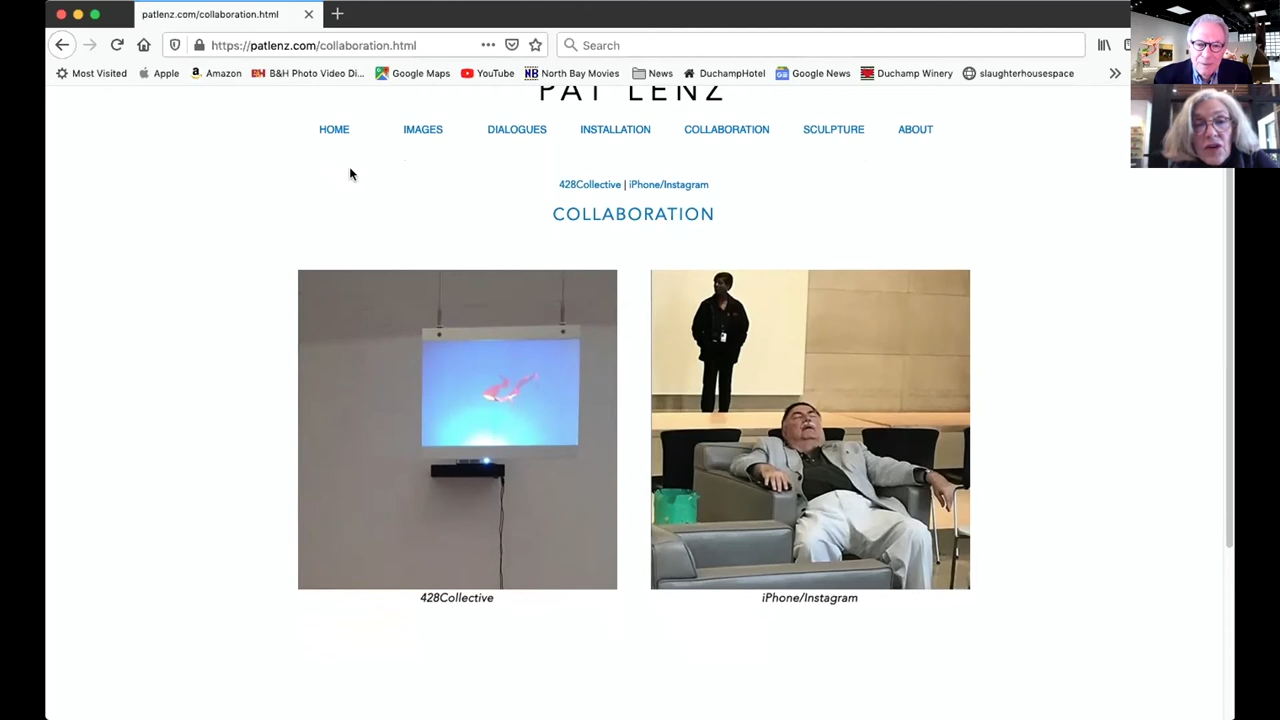 patlenz.com/collaboration.html
https://patlenz.com/collaboration.html
Search
Most Visited
Apple
Amazon
B&H Photo Video Di...
Google Maps
YouTube
North Bay Movies
News
DuchampHotel
Google News
Duchamp Winery
slaughterhousespace
PAT LENZ
HOME
IMAGES
DIALOGUES
INSTALLATION
COLLABORATION
SCULPTURE
ABOUT
428Collective | iPhone/Instagram
COLLABORATION
428Collective
iPhone/Instagram